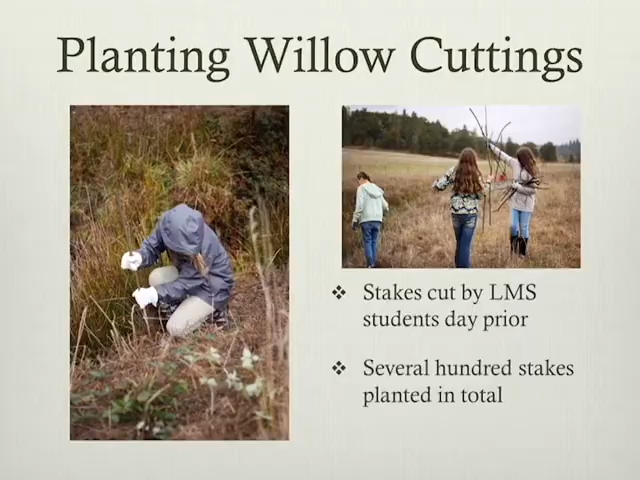 Planting Willow Cuttings
Stakes cut by LMS
students day prior
Several hundred stakes
planted in total